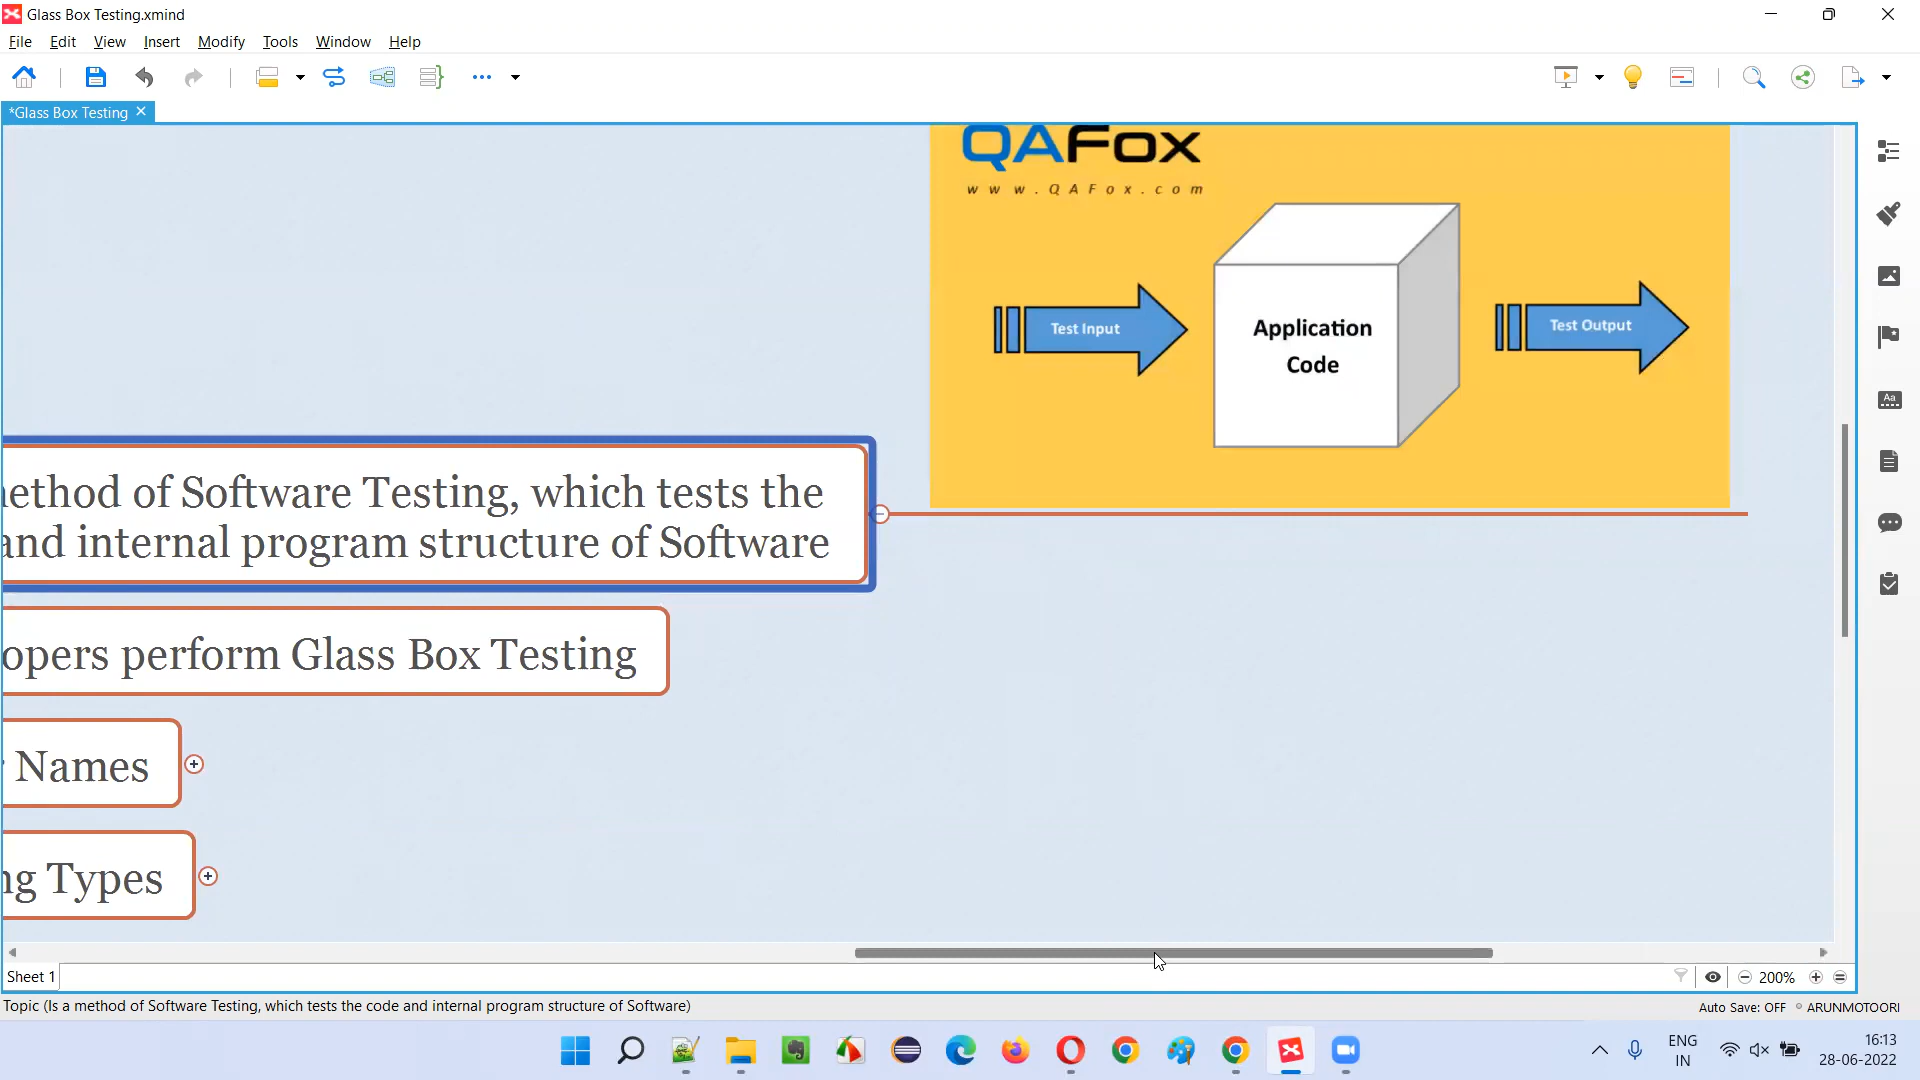 Glass Box Testing.xmind
File Edit View Insert Modify Tools Window Help
*Glass Box Testing
QAFox
www.QAFox.com
Test Input
Application
Code
Test Output
ethod of Software Testing, which tests the
and internal program structure of Software
opers perform Glass Box Testing
Names
ng Types
Aa
Sheet 1
200%
Topic (Is a method of Software Testing, which tests the code and internal program structure of Software)
Auto Save: OFF
ARUNMOTOORI
ENG
IN
16:13
28-06-2022